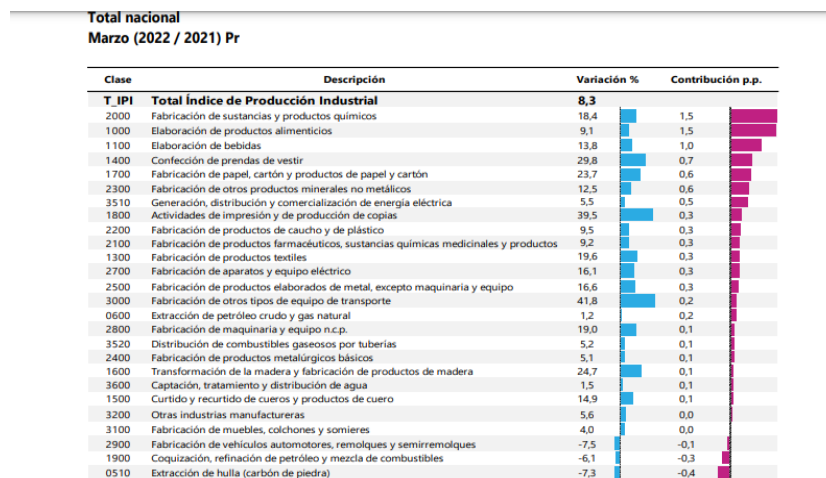 Total nacional
Marzo (2022 / 2021) Pr
Clase Descripción Variación % Contribución p.p.
T_IPI Total Índice de Producción Industrial 8,3
2000 Fabricación de sustancias y productos químicos 18,4 1,5
1000 Elaboración de productos alimenticios 9,1 1,5
1100 Elaboración de bebidas 13,8 1,0
1400 Confección de prendas de vestir 29,8 0,7
1700 Fabricación de papel, cartón y productos de papel y cartón 23,7 0,6
2300 Fabricación de otros productos minerales no metálicos 12,5 0,6
3510 Generación, distribución y comercialización de energía eléctrica 5,5 0,5
1800 Actividades de impresión y de producción de copias 39,5 0,3
2200 Fabricación de productos de caucho y de plástico 9,5 0,3
2100 Fabricación de productos farmacéuticos, sustancias químicas medicinales y productos 9,2 0,3
1300 Fabricación de productos textiles 19,6 0,3
2700 Fabricación de aparatos y equipo eléctrico 16,1 0,3
2500 Fabricación de productos elaborados de metal, excepto maquinaria y equipo 16,6 0,3
3000 Fabricación de otros tipos de equipo de transporte 41,8 0,2
0600 Extracción de petróleo crudo y gas natural 1,2 0,2
2800 Fabricación de maquinaria y equipo n.c.p. 19,0 0,1
3520 Distribución de combustibles gaseosos por tuberías 5,2 0,1
2400 Fabricación de productos metalúrgicos básicos 5,1 0,1
1600 Transformación de la madera y fabricación de productos de madera 24,7 0,1
3600 Captación, tratamiento y distribución de agua 1,5 0,1
1500 Curtido y recurtido de cueros y productos de cuero 14,9 0,1
3200 Otras industrias manufactureras 5,6 0,0
3100 Fabricación de muebles, colchones y somieres 4,0 0,0
2900 Fabricación de vehículos automotores, remolques y semirremolques -7,5 -0,1
1900 Coquización, refinación de petróleo y mezcla de combustibles -6,1 -0,3
0510 Extracción de hulla (carbón de piedra) -7,3 -0,4